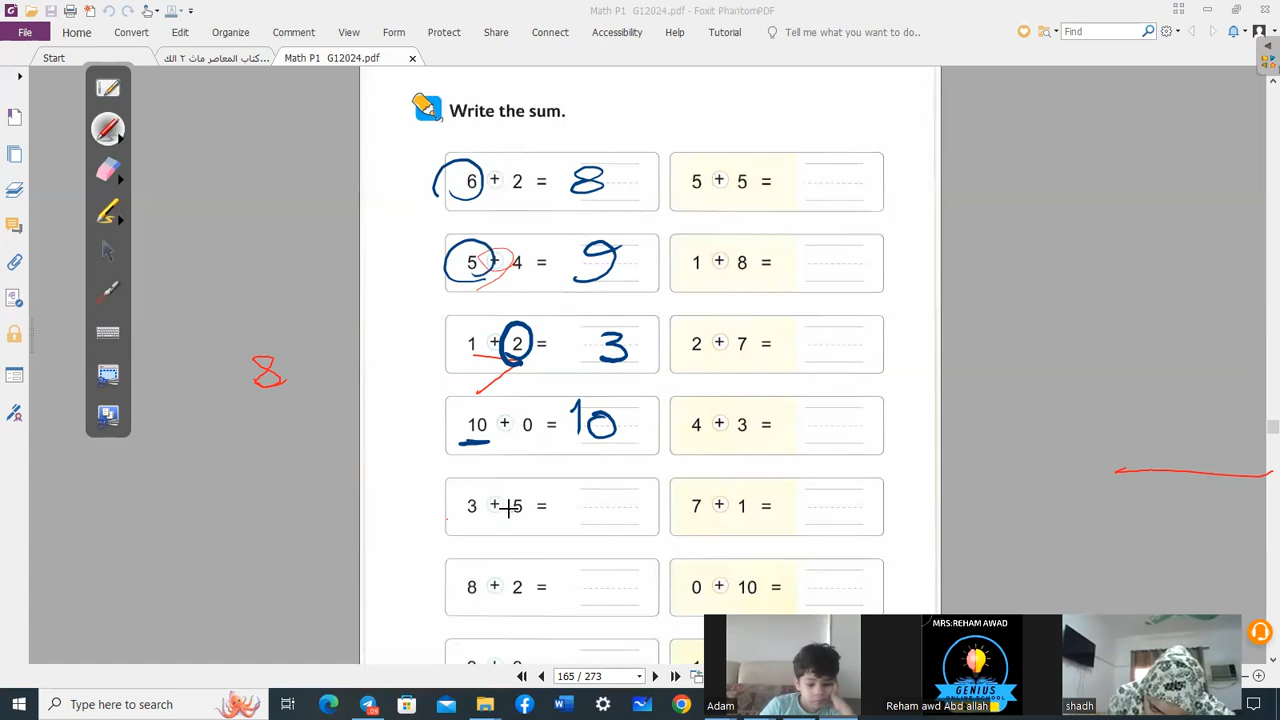 Math P1 G12024.pdf - Foxit PhantomPDF
File Home Convert Edit Organize Comment View Form Protect Share Connect Accessibility Help Tutorial Tell me what you want to do.. Find
Start كتاب المعاصر ماث ٢ الك... Math P1 G12024.pdf
Write the sum.
6 + 2 = 8 5 + 5 =
5 + 4 = 9 1 + 8 =
1 + 2 = 3 2 + 7 =
8
10 + 0 = 10 4 + 3 =
3 + 5 = 7 + 1 =
8 + 2 = 0 + 10 =
MRS:REHAM AWAD
GENIUS
ONLINE SCHOOL
165 / 273
Adam Reham awd Abd allah shadh
Type here to search